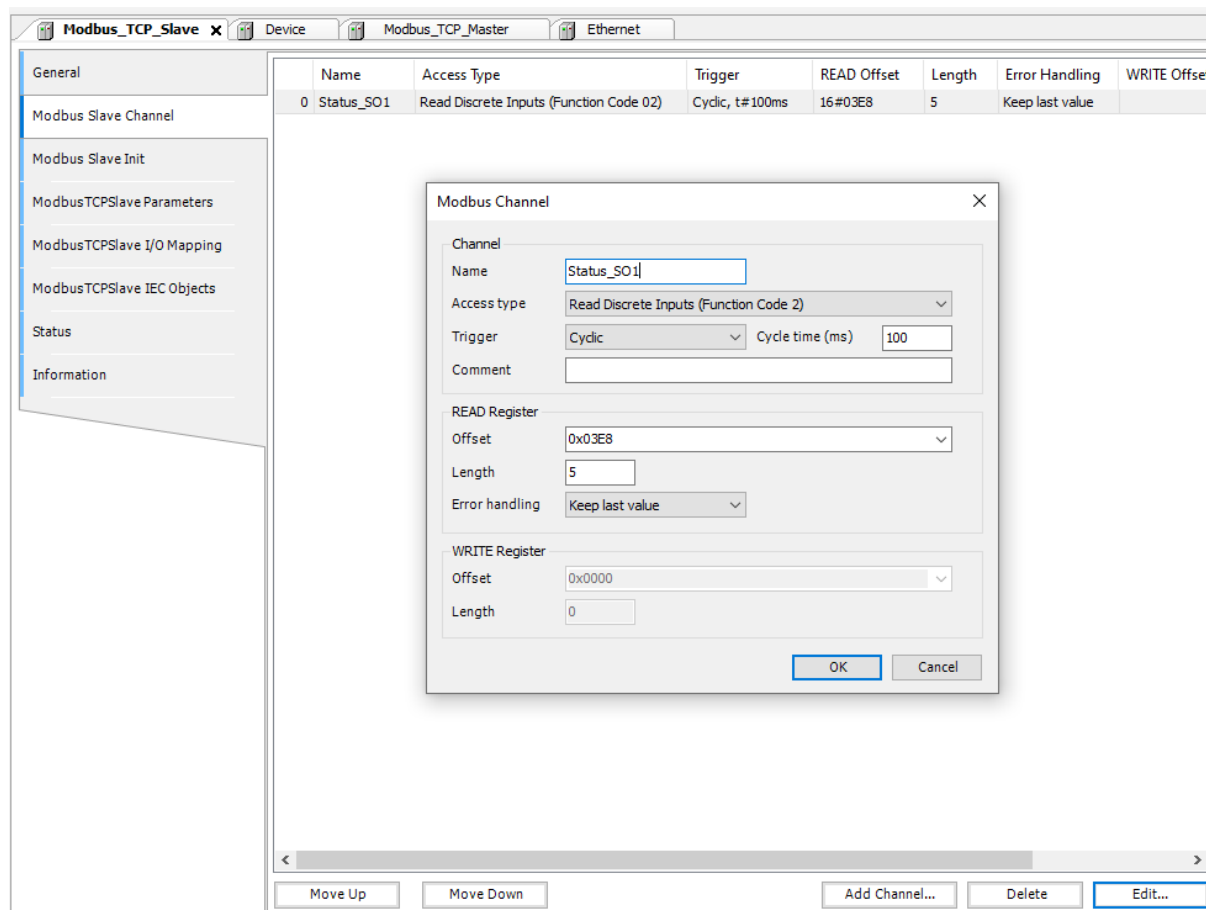 Modbus_TCP_Slave Device Modbus_TCP_Master Ethernet
General
Modbus Slave Channel
Modbus Slave Init
ModbusTCPSlave Parameters
ModbusTCPSlave I/O Mapping
ModbusTCPSlave IEC Objects
Status
Information
Name Access Type Trigger READ Offset Length Error Handling WRITE Offse
0 Status_SO1 Read Discrete Inputs (Function Code 02) Cyclic, t#100ms 16#03E8 5 Keep last value
Modbus Channel
Channel
Name Status_SO1
Access type Read Discrete Inputs (Function Code 2)
Trigger Cyclic Cycle time (ms) 100
Comment
READ Register
Offset 0x03E8
Length 5
Error handling Keep last value
WRITE Register
Offset 0x0000
Length 0
OK Cancel
Move Up Move Down Add Channel... Delete Edit...